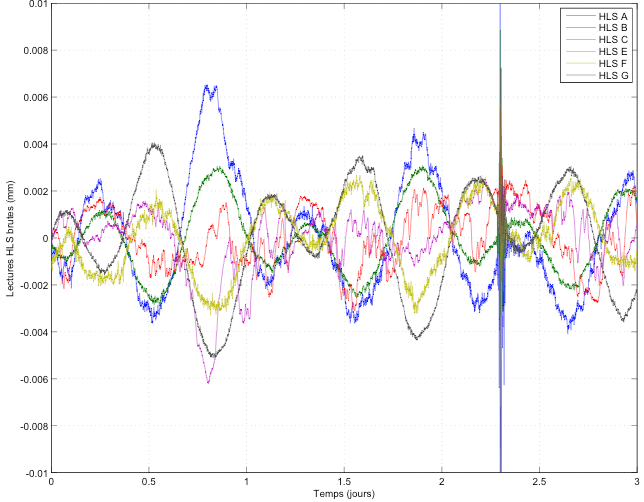 0.01
0.008
0.006
0.004
0.002
0
-0.002
-0.004
-0.006
-0.008
-0.01
Lectures HLS brutes (mm)
HLS A
HLS B
HLS C
HLS E
HLS F
HLS G
0 0.5 1 1.5 2 2.5 3
Temps (jours)